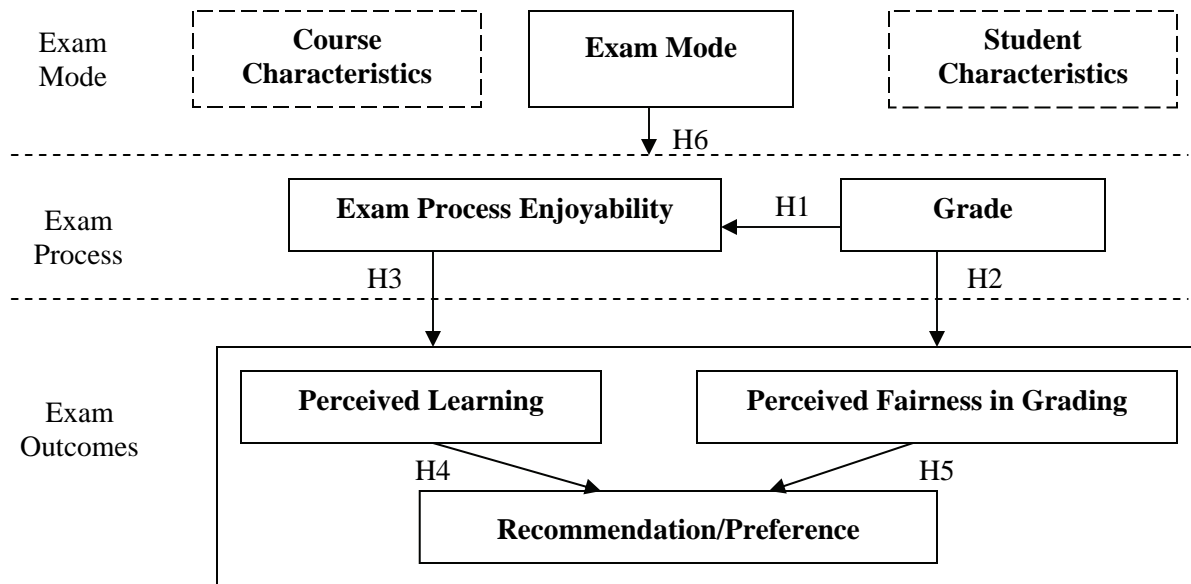 Exam
Mode
Course
Characteristics
Exam Mode
Student
Characteristics
H6
Exam
Process
Exam Process Enjoyability
H1
Grade
H3
H2
Exam
Outcomes
Perceived Learning
Perceived Fairness in Grading
H4
H5
Recommendation/Preference